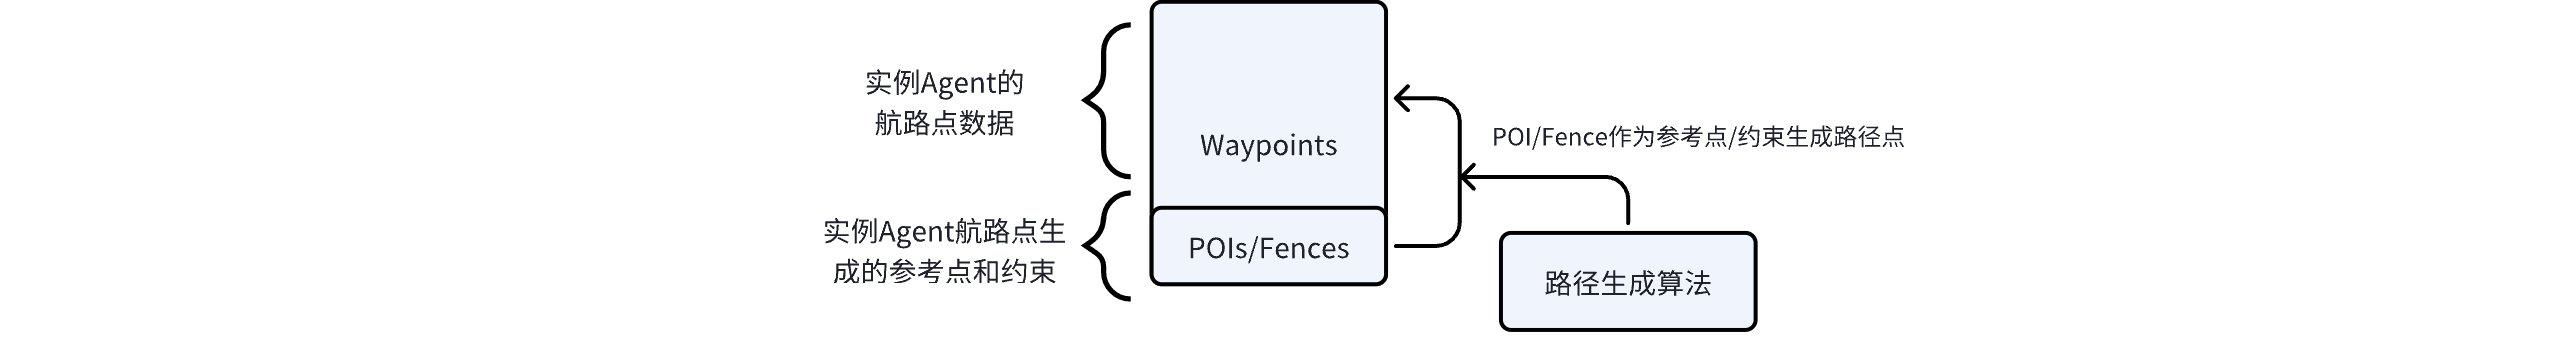 实例Agent的
航路点数据
Waypoints
POI/Fence作为参考点/约束生成路径点
实例Agent航路点生
成的参考点和约束
POIs/Fences
路径生成算法